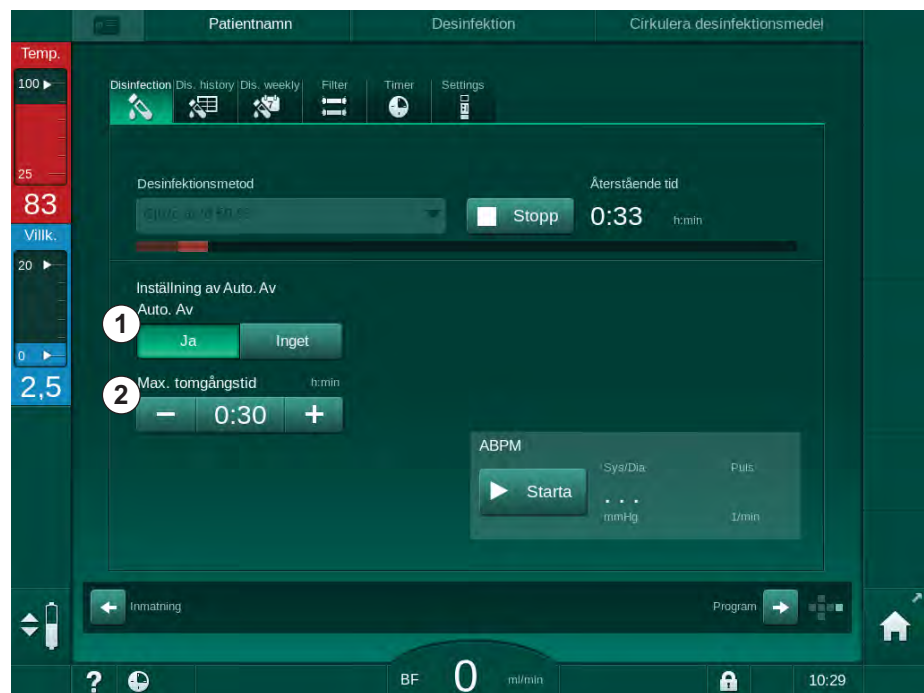 Patientnamn Desinfektion Cirkulera desinfektionsmedel
Temp.
100
25
83
Villk.
20
0
2,5
Disinfection Dis. history Dis. weekly Filter Timer Settings
7
Desinfektionsmetod
Återstående tid
Stopp
0:33 h:min
Inställning av Auto. Av
Auto. Av
1
Ja Inget
2
Max. tomgångstid h:min
− 0:30 +
ABPM
Sys/Dia Puls
Starta
. . .
mmHg 1/min
Inmatning
Program
? BF 0 ml/min 10:29